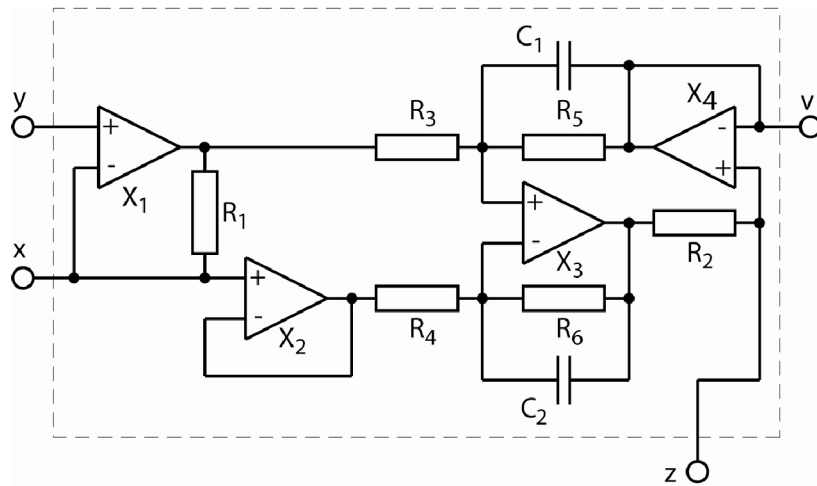 C1
y
R3
R5
X4
v
+
-
-
+
X1
R1
+
-
X3
R2
x
+
-
X2
R4
R6
C2
z